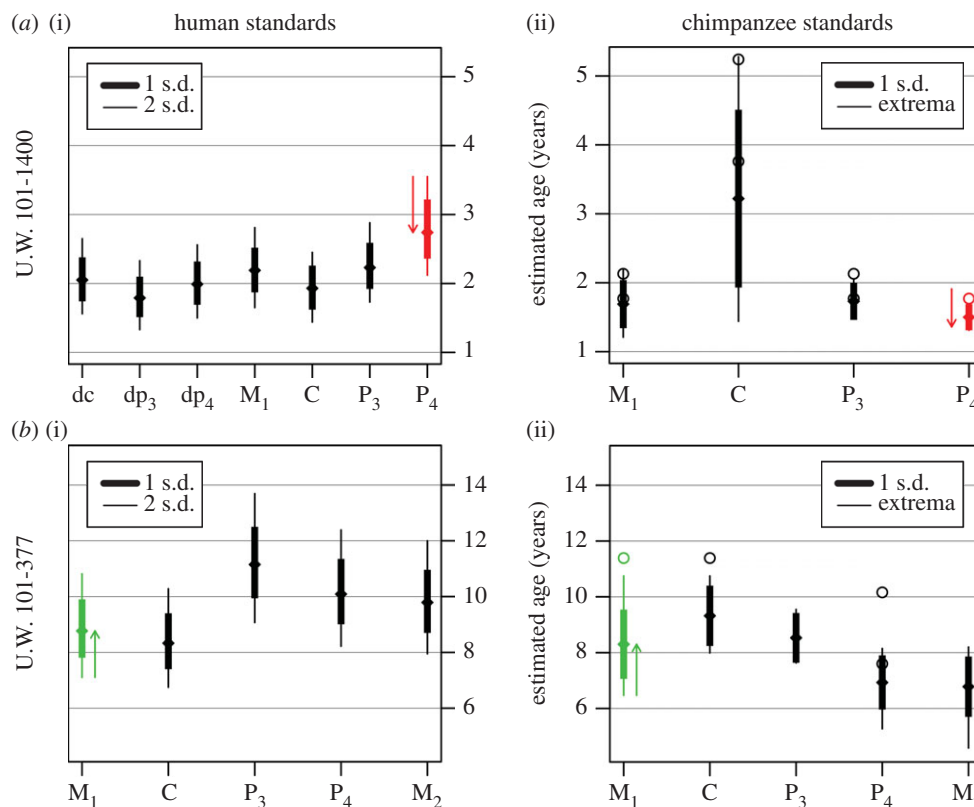 (a) (i) human standards (ii) chimpanzee standards
U.W. 101-1400
1 s.d.
2 s.d.
5
4
3
2
1
dc dp3 dp4 M1 C P3 P4
estimated age (years)
5
4
3
2
1
1 s.d.
extrema
M1 C P3 P4
(b) (i) (ii)
U.W. 101-377
1 s.d.
2 s.d.
14
12
10
8
6
M1 C P3 P4 M2
estimated age (years)
14
12
10
8
6
1 s.d.
extrema
M1 C P3 P4 M